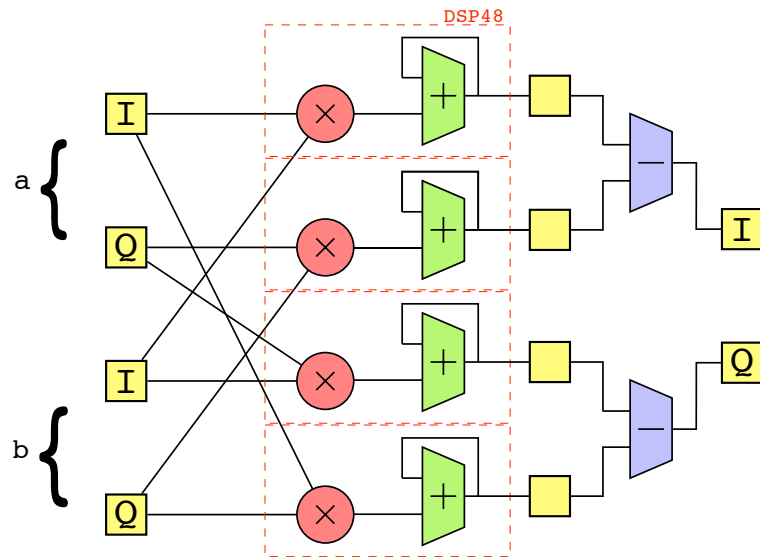 DSP48
I
×
+
a
−
Q
×
+
I
I
×
+
Q
b
−
Q
×
+